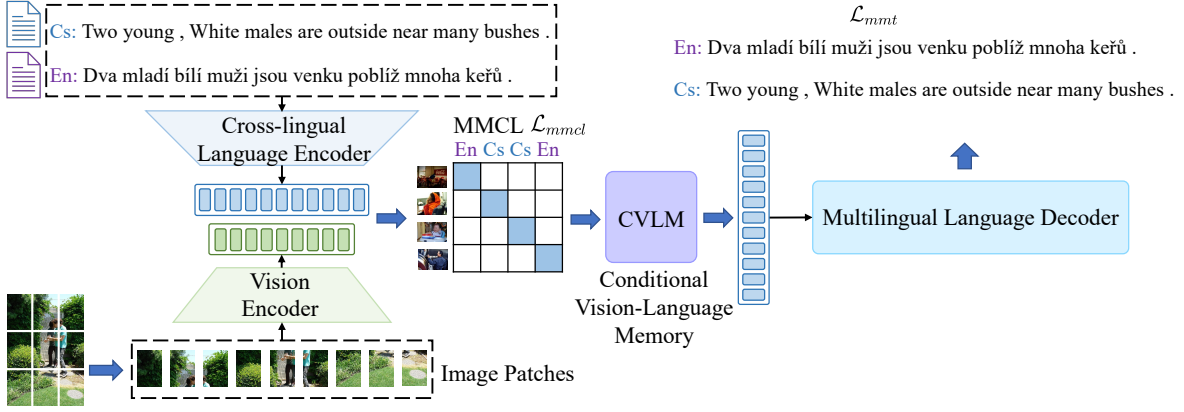 Cs: Two young , White males are outside near many bushes .
En: Dva mladí bílí muži jsou venku poblíž mnoha keřů .
Cross-lingual
Language Encoder
Vision
Encoder
Image Patches
MMCL ℒmmcl
En Cs Cs En
CVLM
Conditional
Vision-Language
Memory
ℒmmt
En: Dva mladí bílí muži jsou venku poblíž mnoha keřů .
Cs: Two young , White males are outside near many bushes .
Multilingual Language Decoder